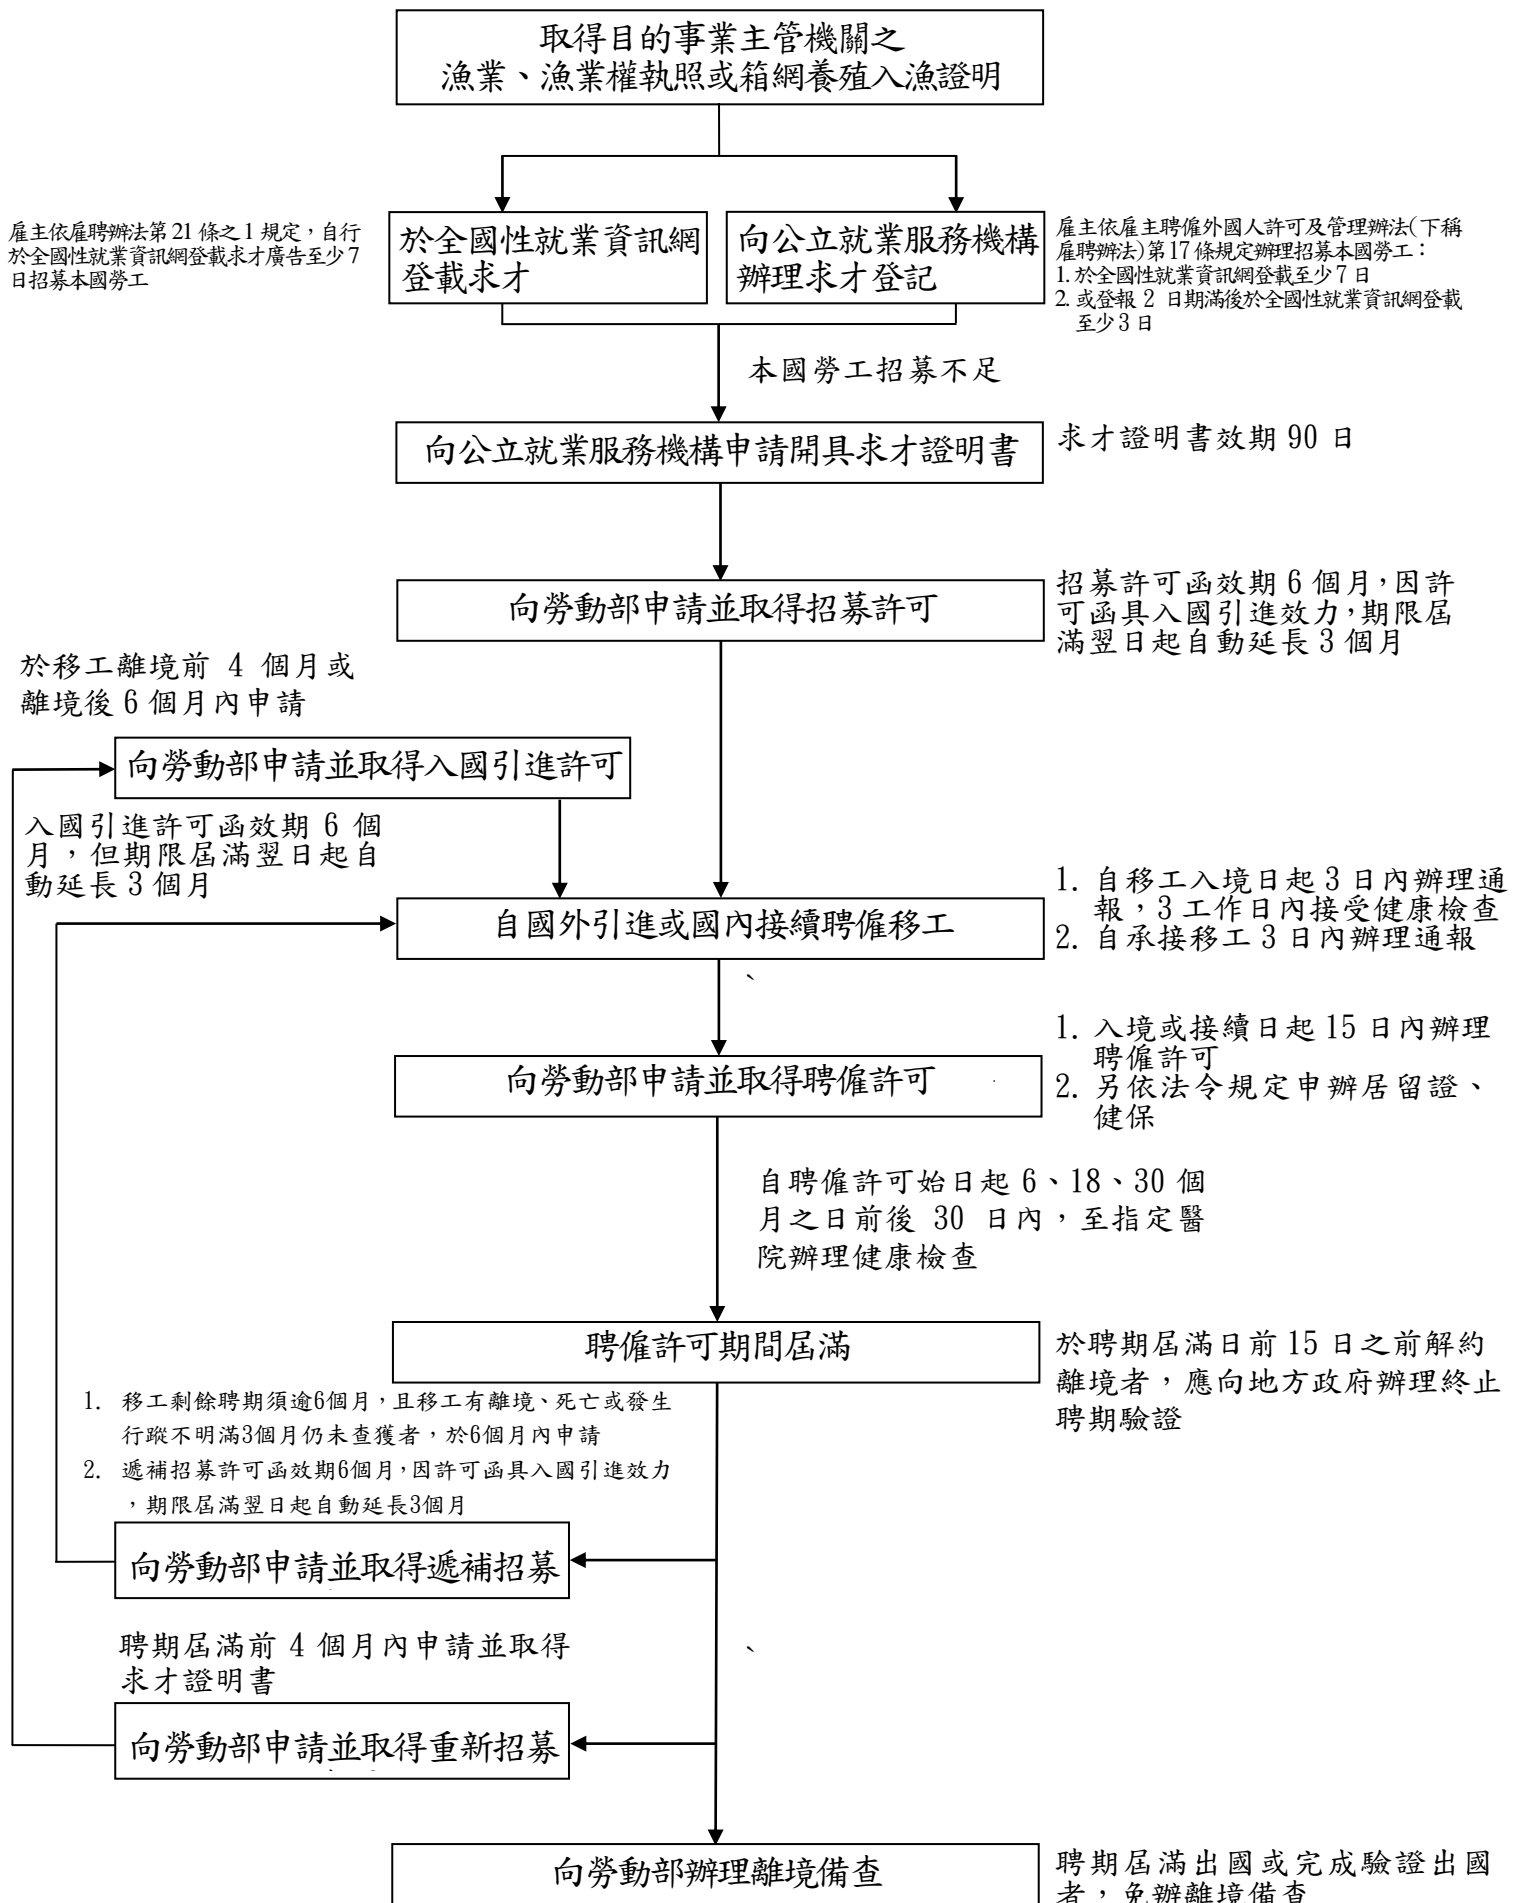 取得目的事業主管機關之
漁業、漁業權執照或箱網養殖入漁證明
雇主依雇聘辦法第21條之1規定，自行
於全國性就業資訊網登載求才廣告至少7
日招募本國勞工
於全國性就業資訊網
登載求才
向公立就業服務機構
辦理求才登記
雇主依雇主聘僱外國人許可及管理辦法(下稱
雇聘辦法)第17條規定辦理招募本國勞工：
1. 於全國性就業資訊網登載至少7日
2. 或登報 2 日期滿後於全國性就業資訊網登載
至少3日
本國勞工招募不足
向公立就業服務機構申請開具求才證明書
求才證明書效期90日
向勞動部申請並取得招募許可
招募許可函效期6個月，因許
可函具入國引進效力，期限屆
滿翌日起自動延長3個月
於移工離境前 4 個月或
離境後6個月內申請
向勞動部申請並取得入國引進許可
入國引進許可函效期 6 個
月，但期限屆滿翌日起自
動延長3個月
自國外引進或國內接續聘僱移工
1. 自移工入境日起3日內辦理通
報，3工作日內接受健康檢查
2. 自承接移工3日內辦理通報
、
向勞動部申請並取得聘僱許可
1. 入境或接續日起15日內辦理
聘僱許可
2. 另依法令規定申辦居留證、
健保
自聘僱許可始日起6、18、30個
月之日前後 30 日內，至指定醫
院辦理健康檢查
聘僱許可期間屆滿
於聘期屆滿日前15日之前解約
離境者，應向地方政府辦理終止
聘期驗證
1. 移工剩餘聘期須逾6個月，且移工有離境、死亡或發生
行蹤不明滿3個月仍未查獲者，於6個月內申請
2. 遞補招募許可函效期6個月，因許可函具入國引進效力
，期限屆滿翌日起自動延長3個月
向勞動部申請並取得遞補招募
聘期屆滿前 4 個月內申請並取得
求才證明書
、
向勞動部申請並取得重新招募
向勞動部辦理離境備查
聘期屆滿出國或完成驗證出國
者，免辦離境備查